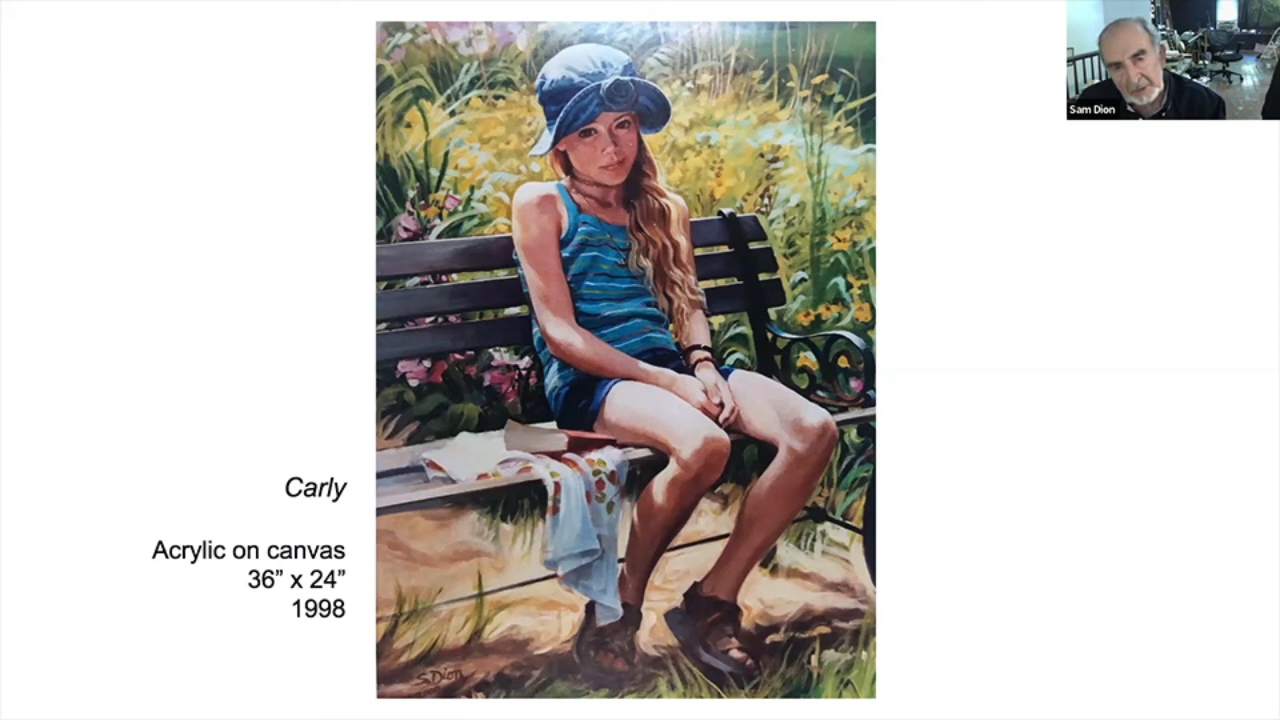 Sam Dion
Carly
Acrylic on canvas
36” x 24”
1998
S.Dion